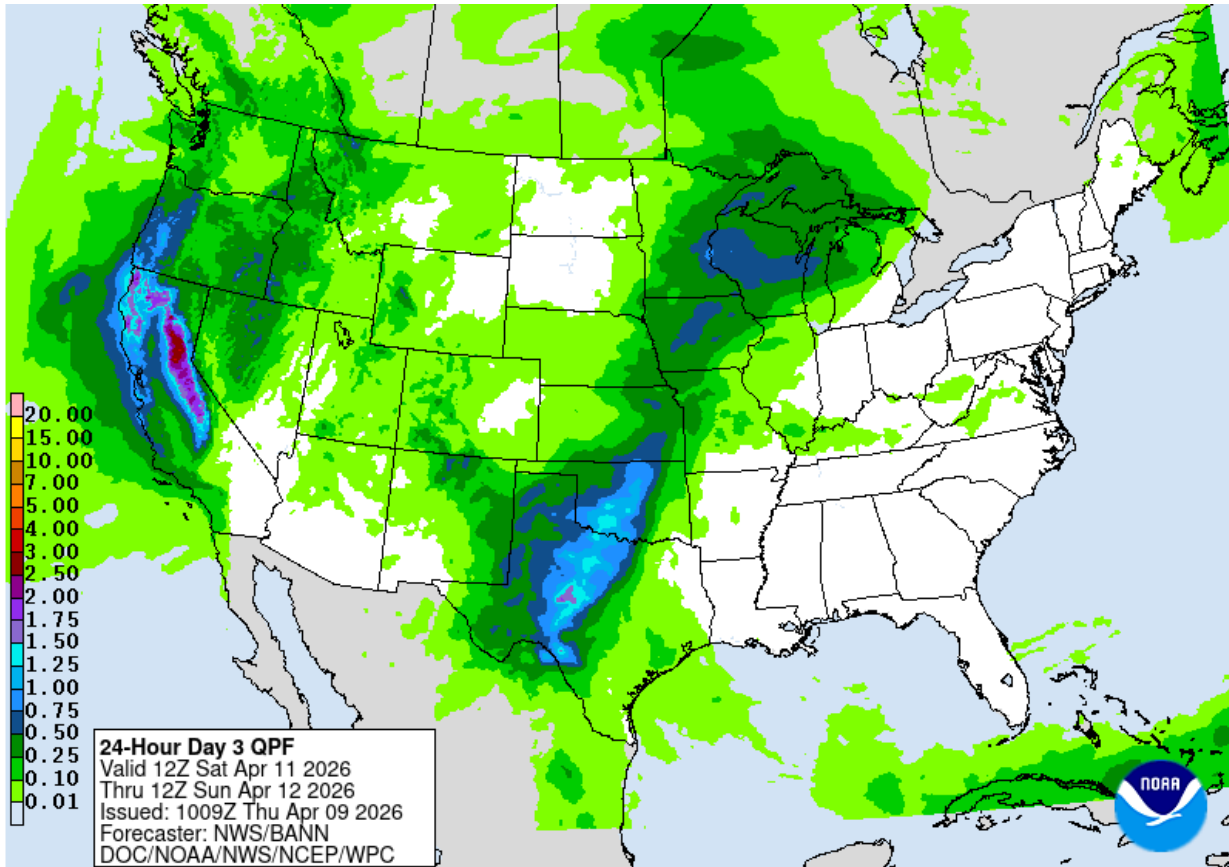 20.00
15.00
10.00
7.00
5.00
4.00
3.00
2.50
2.00
1.75
1.50
1.25
1.00
0.75
0.50
0.25
0.10
0.01
24-Hour Day 3 QPF
Valid 12Z Sat Apr 11 2026
Thru 12Z Sun Apr 12 2026
Issued: 1009Z Thu Apr 09 2026
Forecaster: NWS/BANN
DOC/NOAA/NWS/NCEP/WPC
NOAA